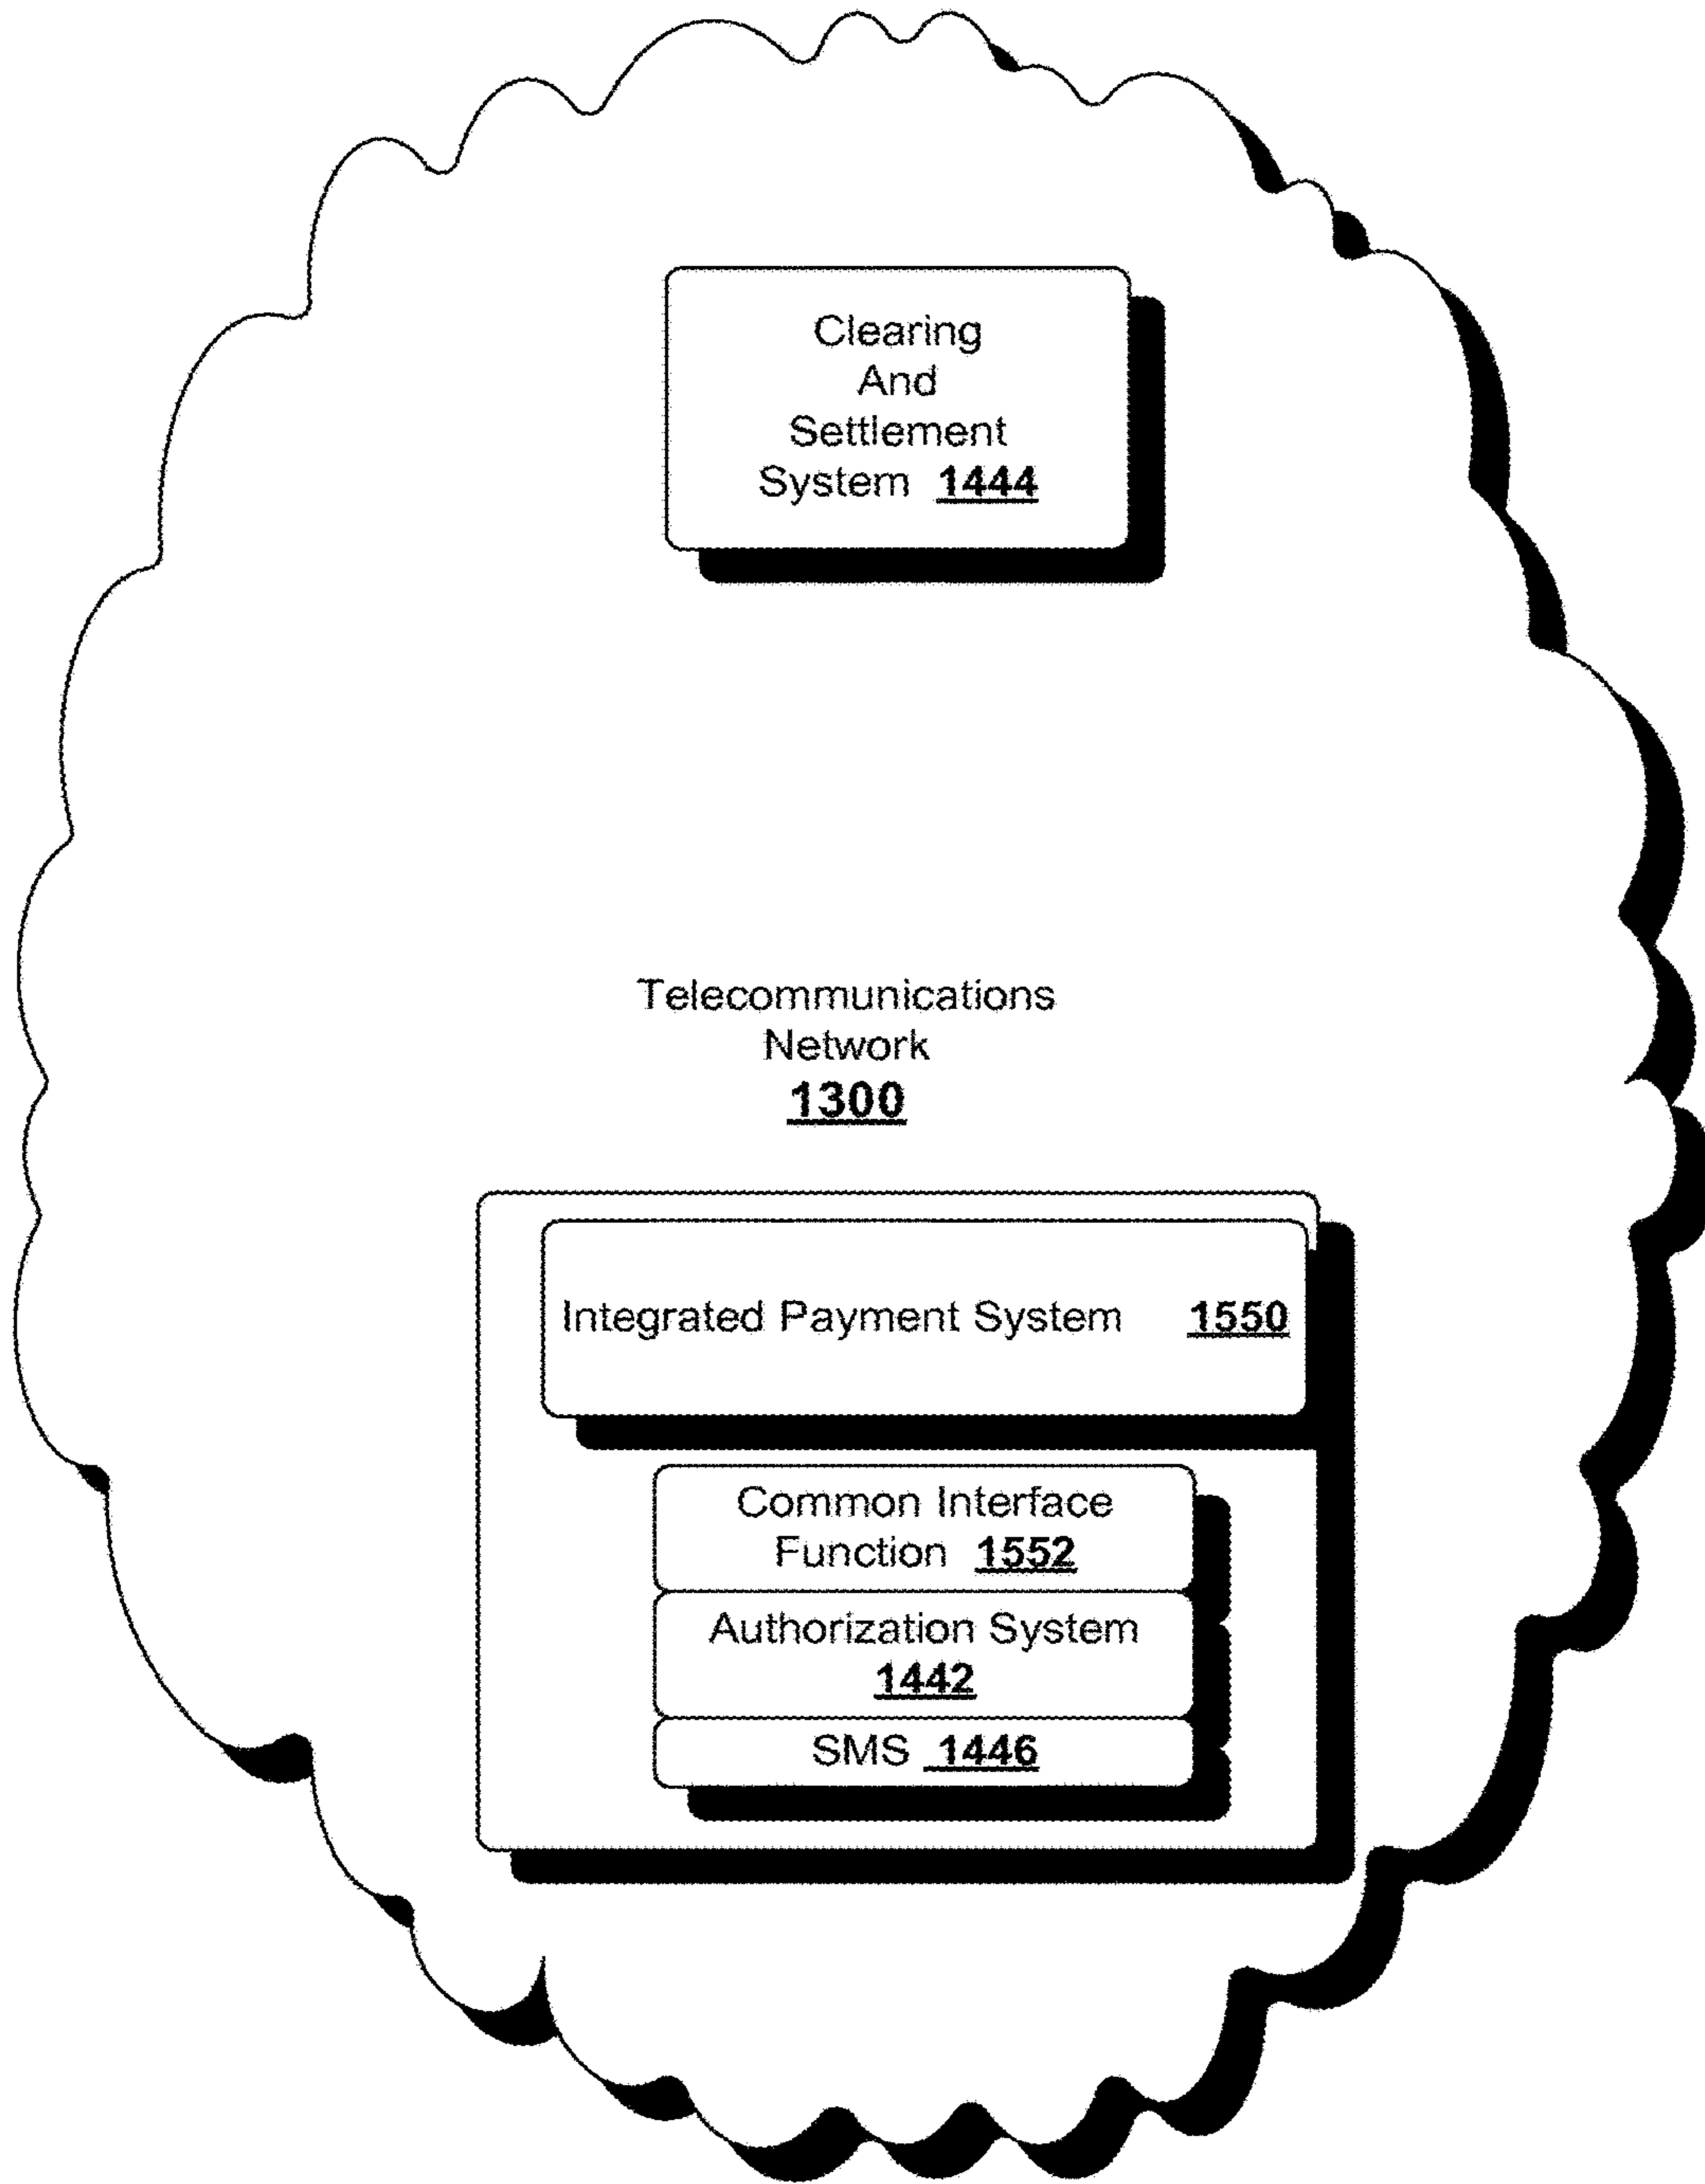 Clearing
And
Settlement
System 1444
Telecommunications
Network
1300
Integrated Payment System 1550
Common Interface
Function 1552
Authorization System
1442
SMS 1446